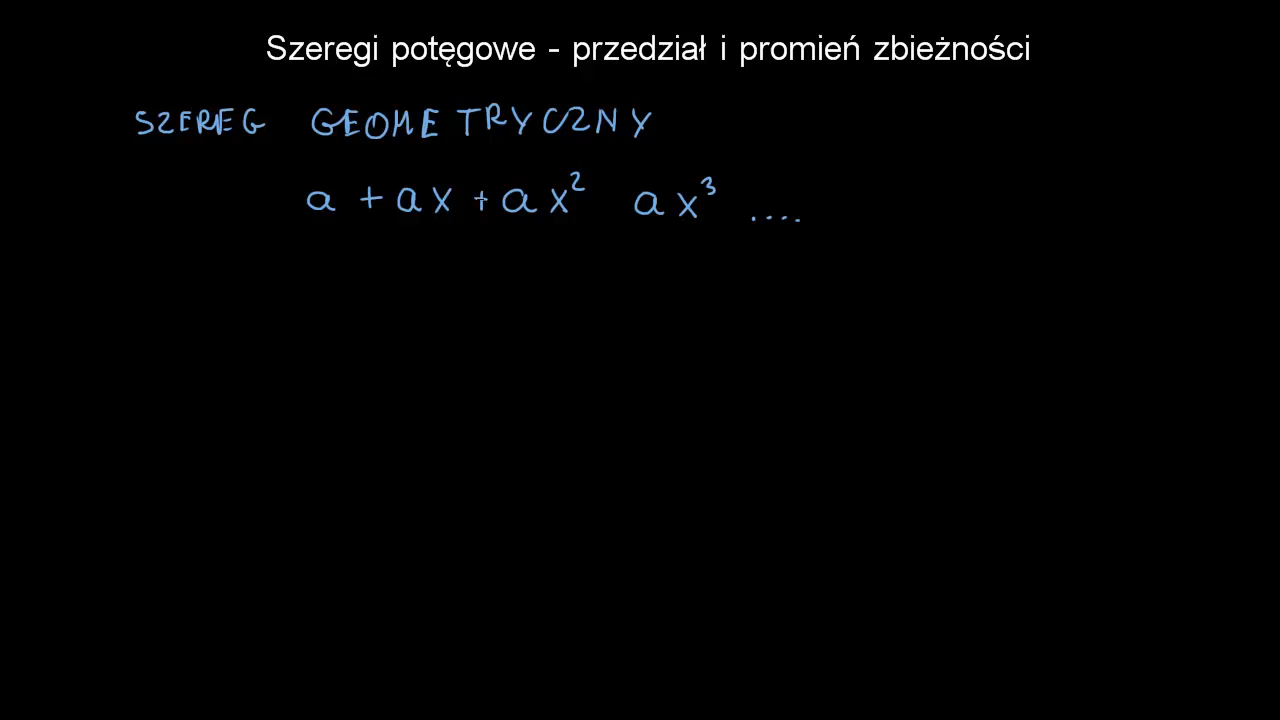 Szeregi potęgowe - przedział i promień zbieżności
SZEREG GEOMETRYCZNY
a + ax + ax² ax³ ....